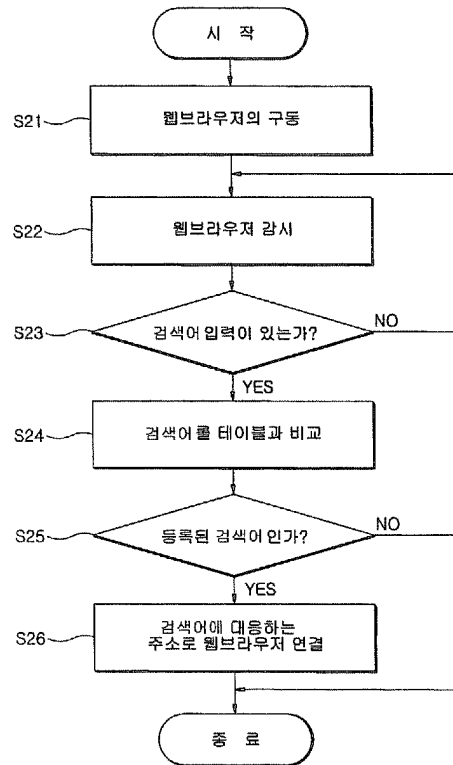 시 작
S21
웹브라우저의 구동
S22
웹브라우저 감시
S23
검색어 입력이 있는가?
NO
YES
S24
검색어를 테이블과 비교
S25
등록된 검색어인가?
NO
YES
S26
검색어에 대응하는
주소로 웹브라우저 연결
종 료